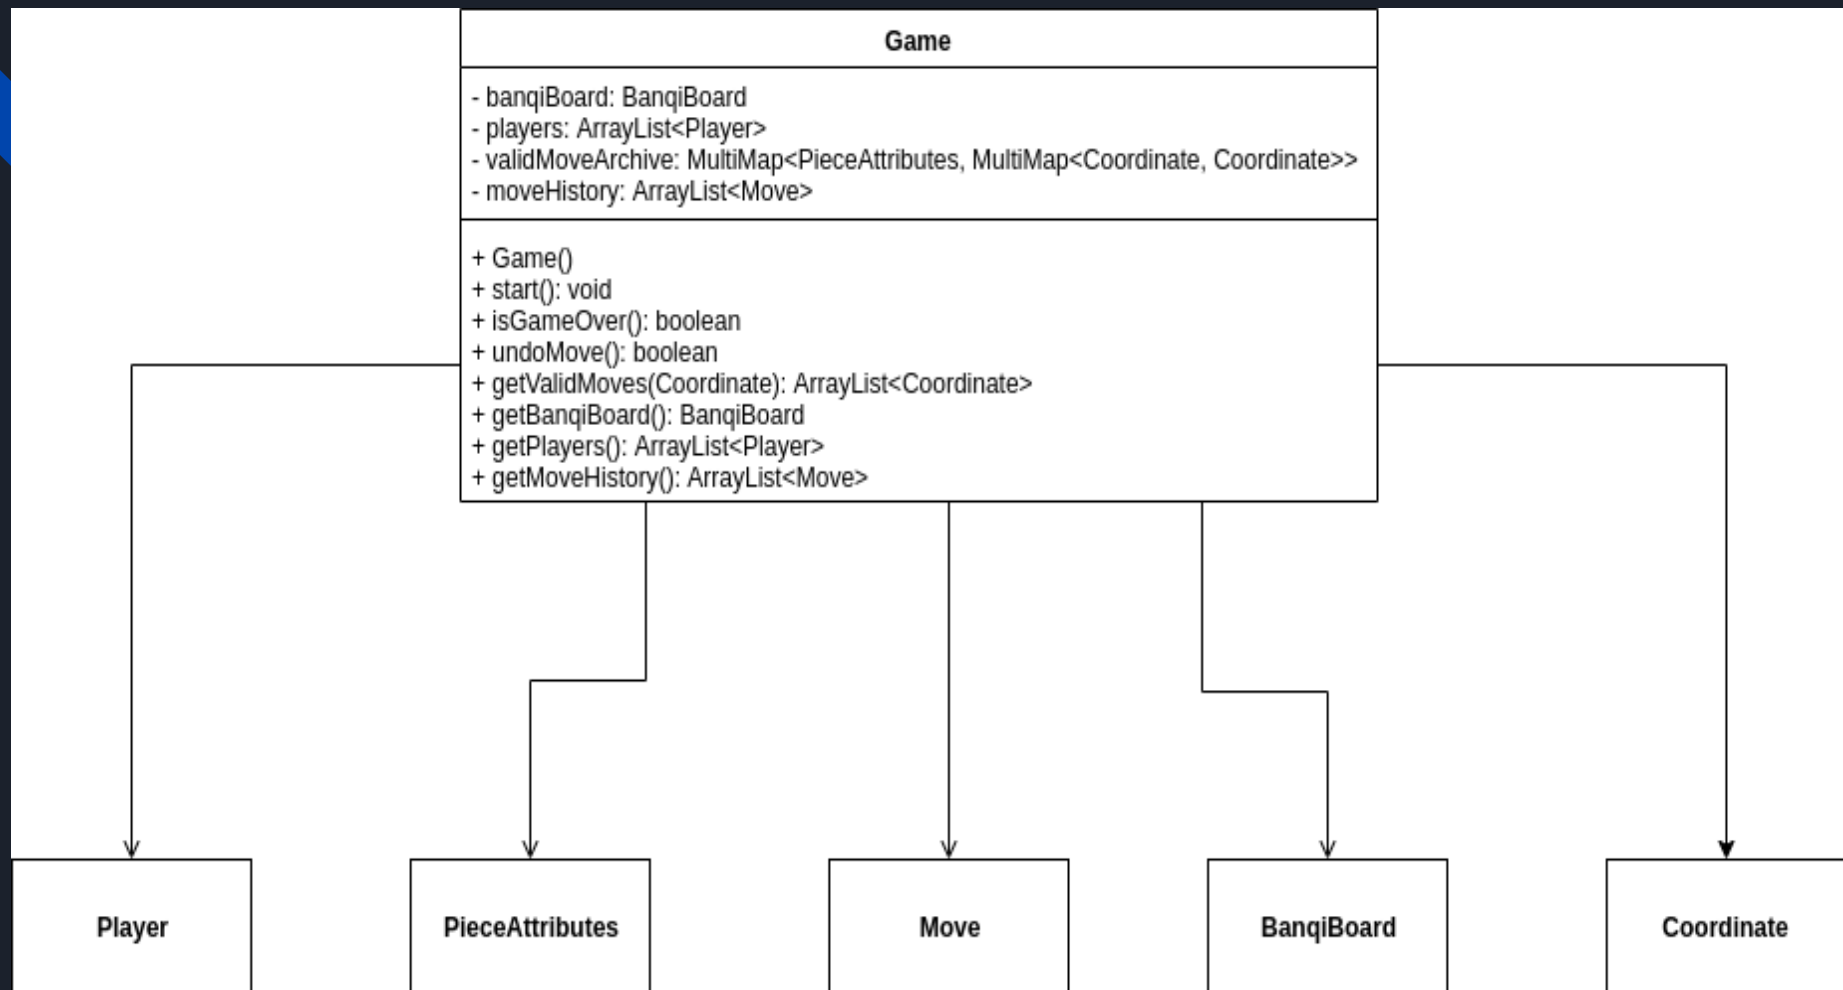 Game
- banqiBoard: BanqiBoard
- players: ArrayList<Player>
- validMoveArchive: MultiMap<PieceAttributes, MultiMap<Coordinate, Coordinate>>
- moveHistory: ArrayList<Move>
+ Game()
+ start(): void
+ isGameOver(): boolean
+ undoMove(): boolean
+ getValidMoves(Coordinate): ArrayList<Coordinate>
+ getBanqiBoard(): BanqiBoard
+ getPlayers(): ArrayList<Player>
+ getMoveHistory(): ArrayList<Move>
Player
PieceAttributes
Move
BanqiBoard
Coordinate